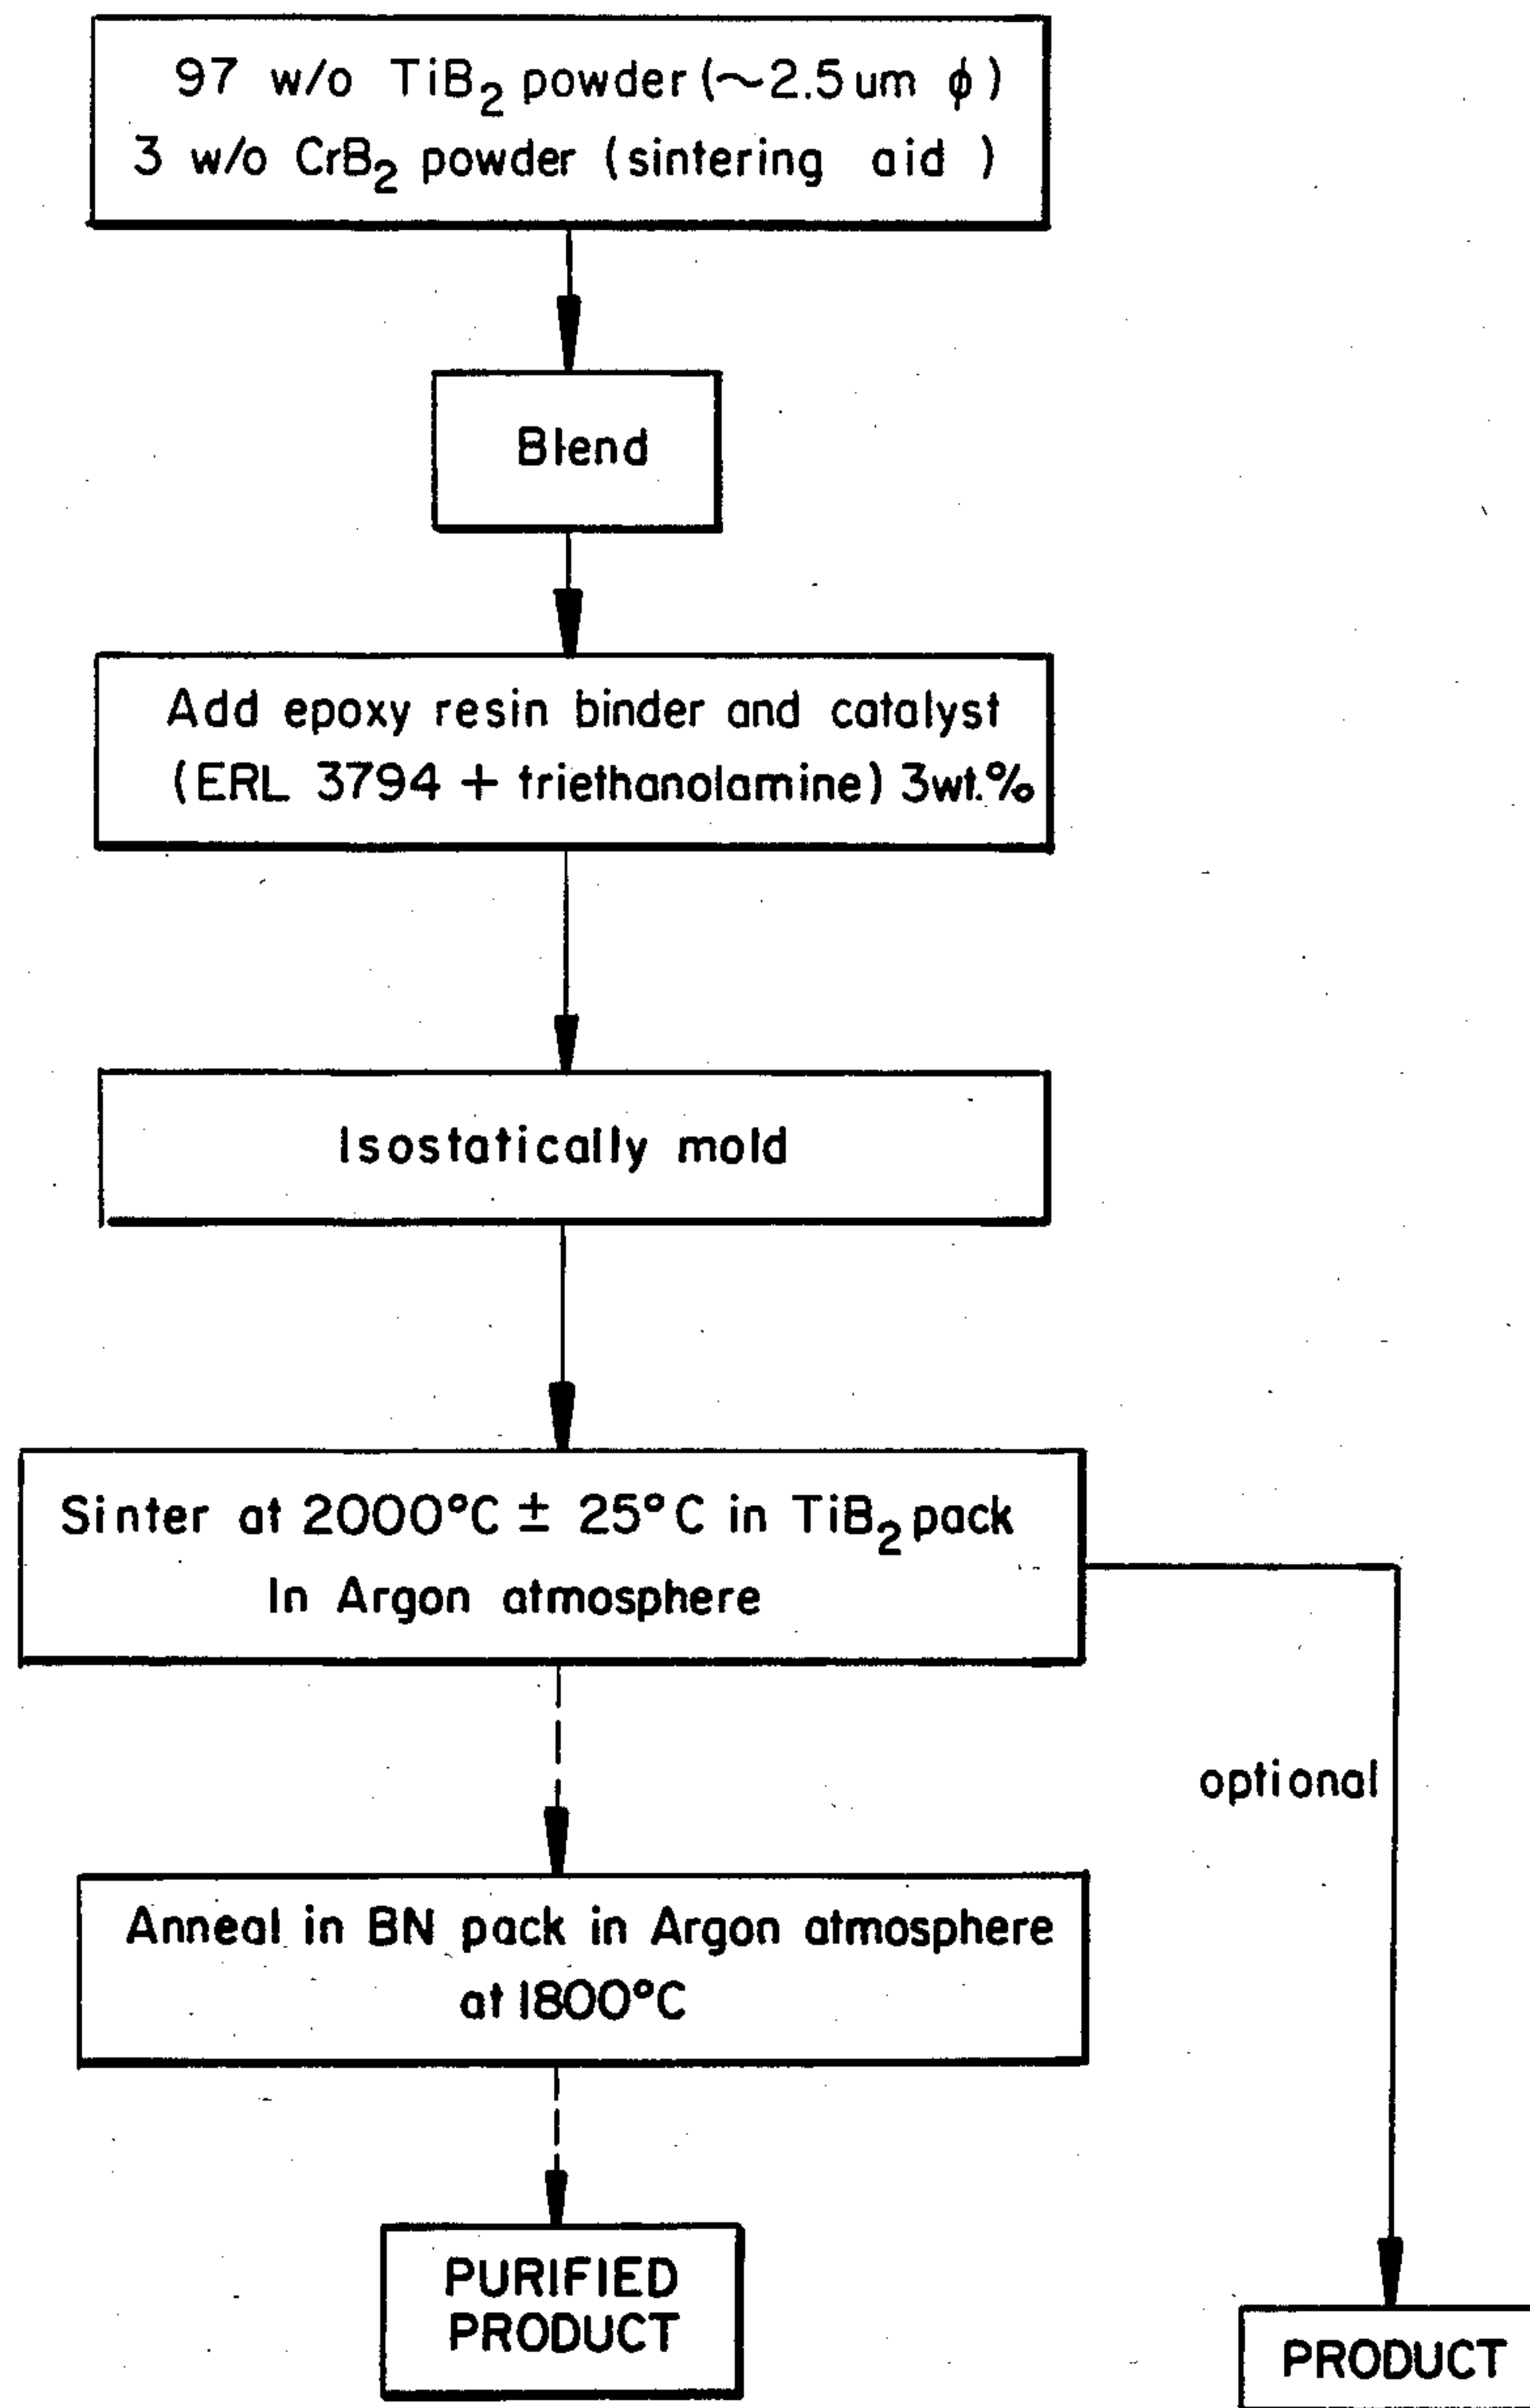 97 w/o TiB₂ powder (~2.5um ϕ)
3 w/o CrB₂ powder (sintering aid )
Blend
Add epoxy resin binder and catalyst
(ERL 3794 + triethanolamine) 3wt.%
Isostatically mold
Sinter at 2000°C ± 25°C in TiB₂ pack
In Argon atmosphere
optional
Anneal in BN pack in Argon atmosphere
at 1800°C
PURIFIED
PRODUCT
PRODUCT